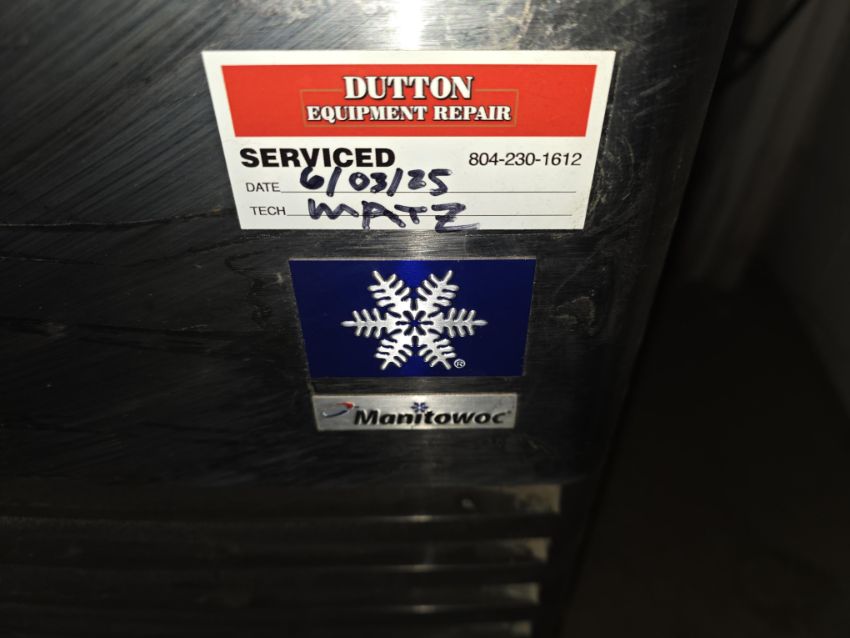 DUTTON
EQUIPMENT REPAIR
SERVICED 804-230-1612
DATE 6/03/25
TECH MATZ
®
Manitowoc